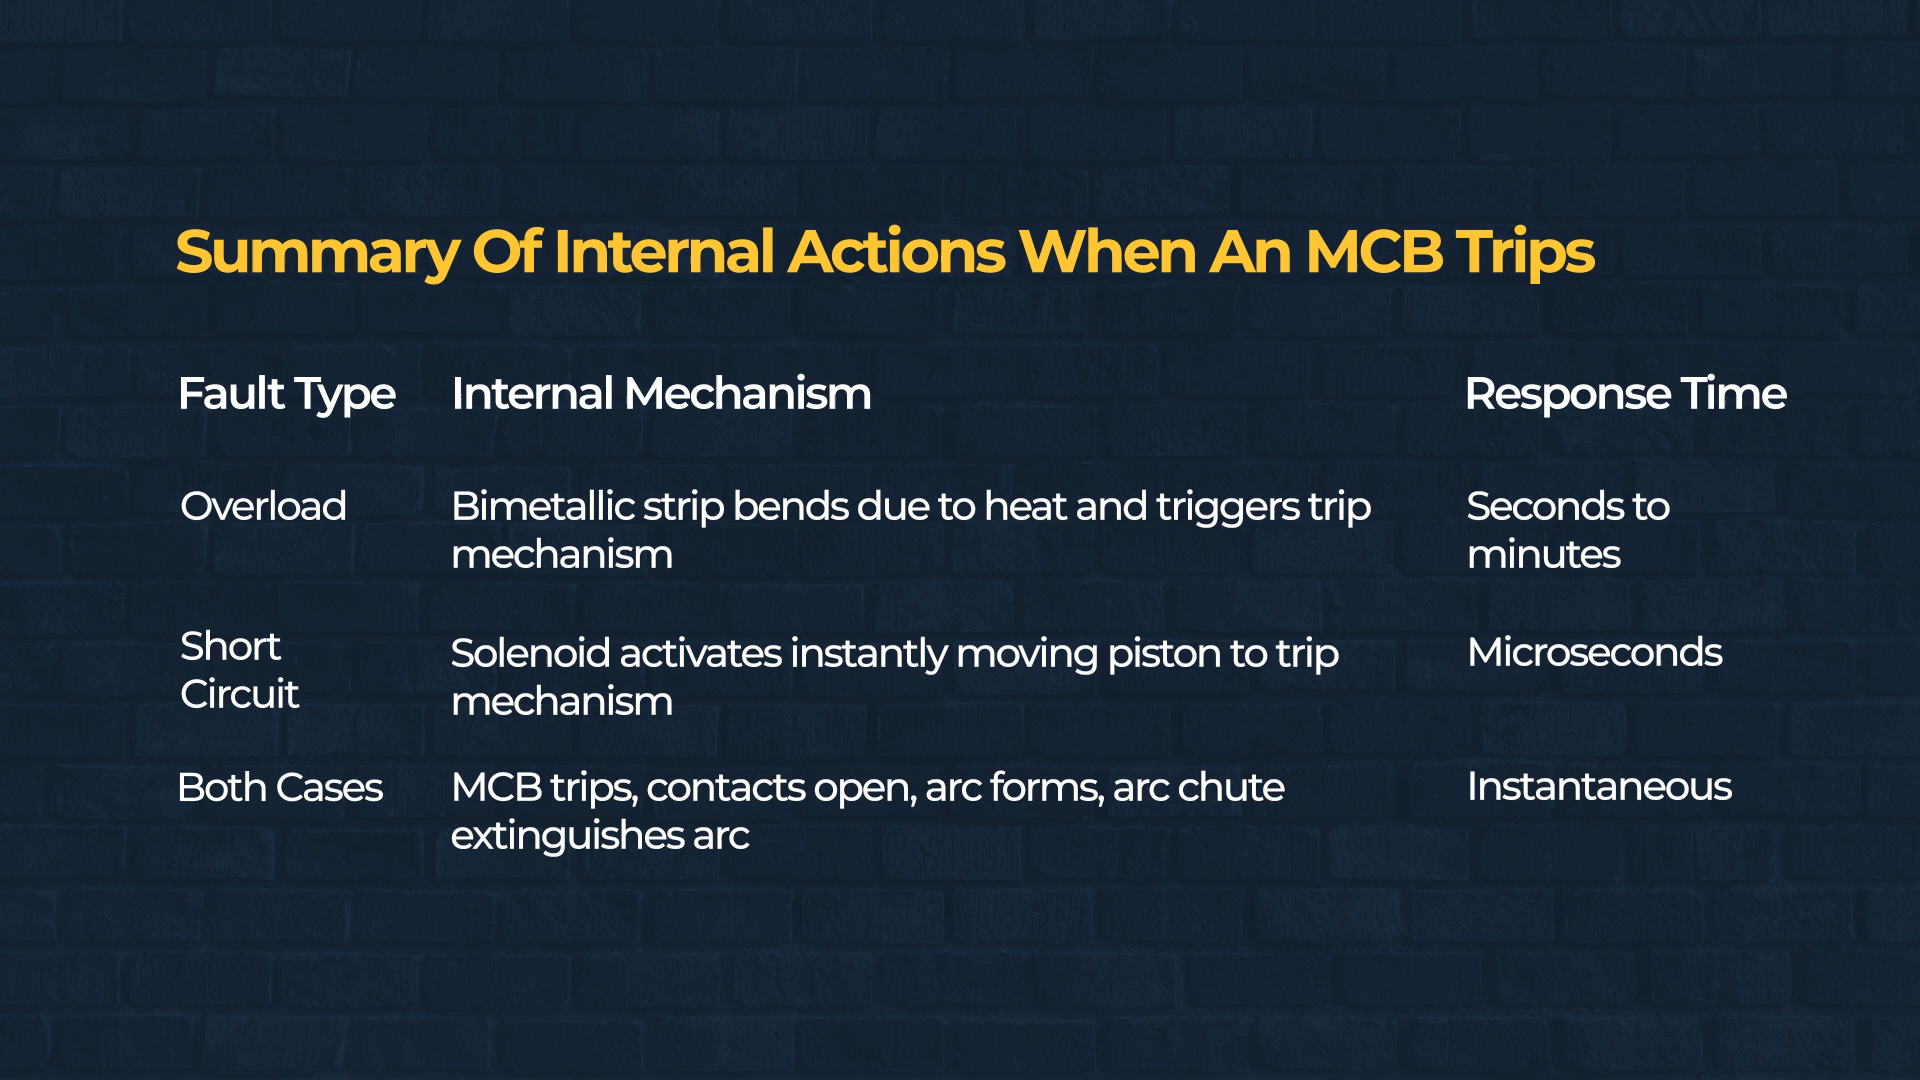 Summary Of Internal Actions When An MCB Trips
Fault Type Internal Mechanism Response Time
Overload Bimetallic strip bends due to heat and triggers trip Seconds to
mechanism minutes
Short Solenoid activates instantly moving piston to trip Microseconds
Circuit mechanism
Both Cases MCB trips, contacts open, arc forms, arc chute Instantaneous
extinguishes arc